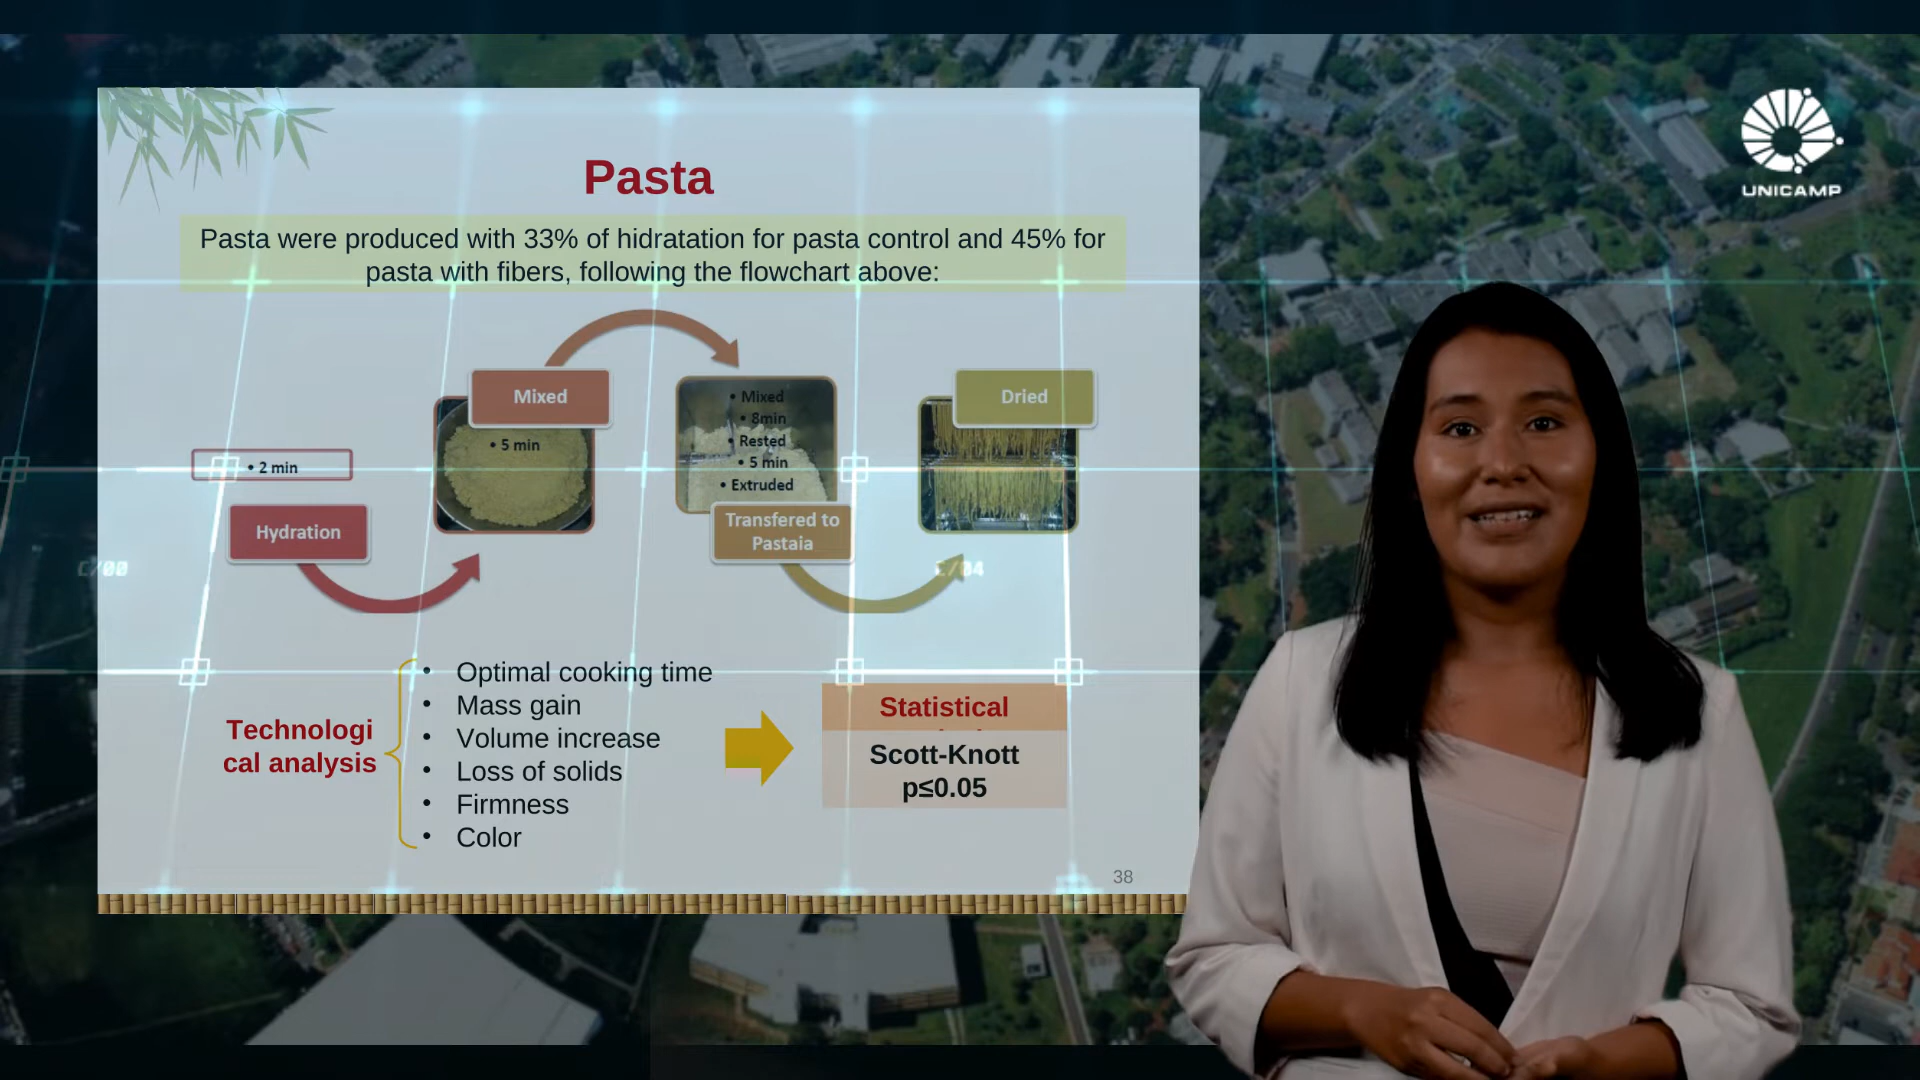 UNICAMP
Pasta
Pasta were produced with 33% of hidratation for pasta control and 45% for
pasta with fibers, following the flowchart above:
Mixed
• 5 min
• Mixed
• 8min
• Rested
• 5 min
• Extruded
Dried
• 2 min
Hydration
Transfered to
Pastaia
C/00
C/04
Technologi
cal analysis
• Optimal cooking time
• Mass gain
• Volume increase
• Loss of solids
• Firmness
• Color
Statistical
Scott-Knott
p≤0.05
38